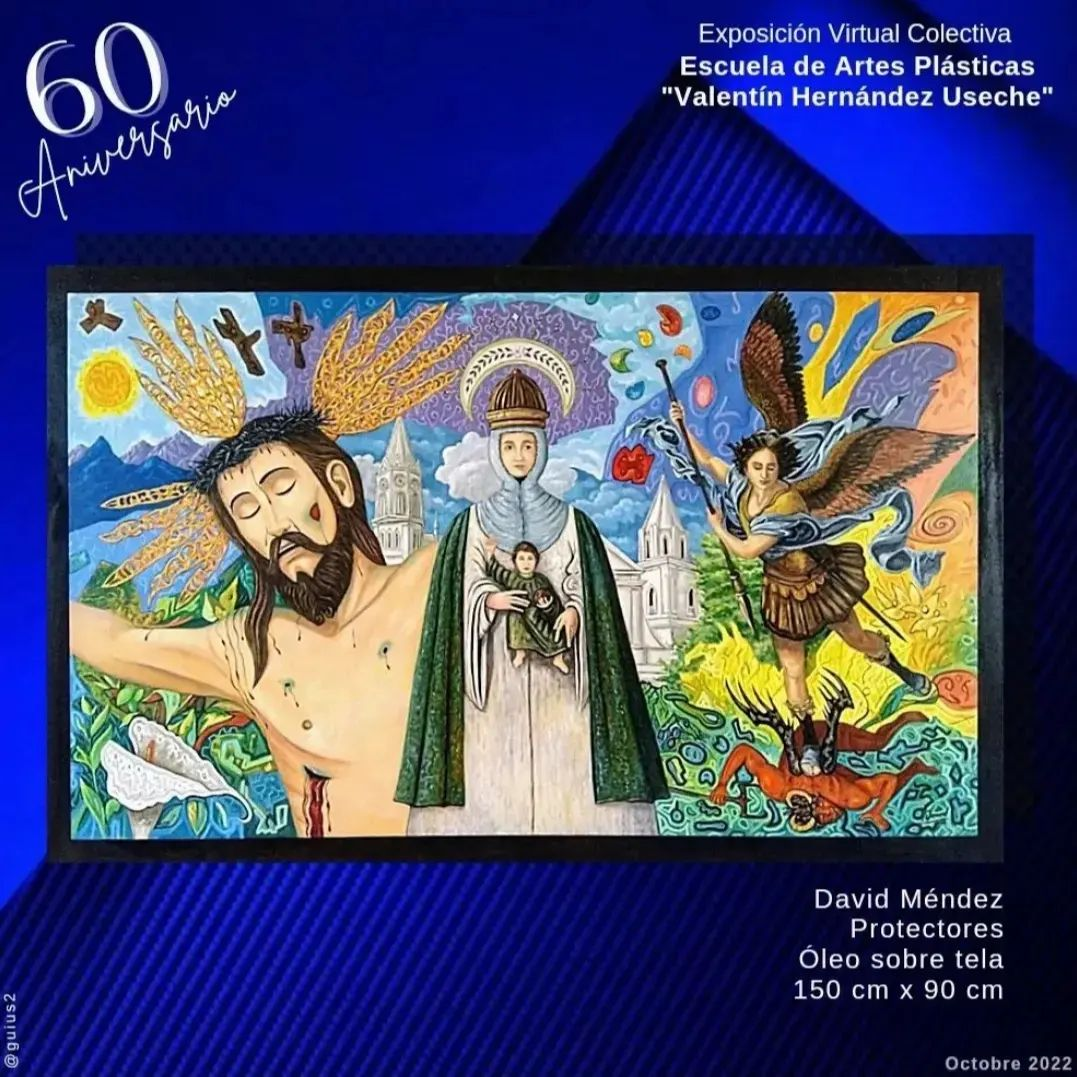 60
Aniversario
Exposición Virtual Colectiva
Escuela de Artes Plásticas
"Valentín Hernández Useche"
David Méndez
Protectores
Óleo sobre tela
150 cm x 90 cm
@guius2
Octobre 2022